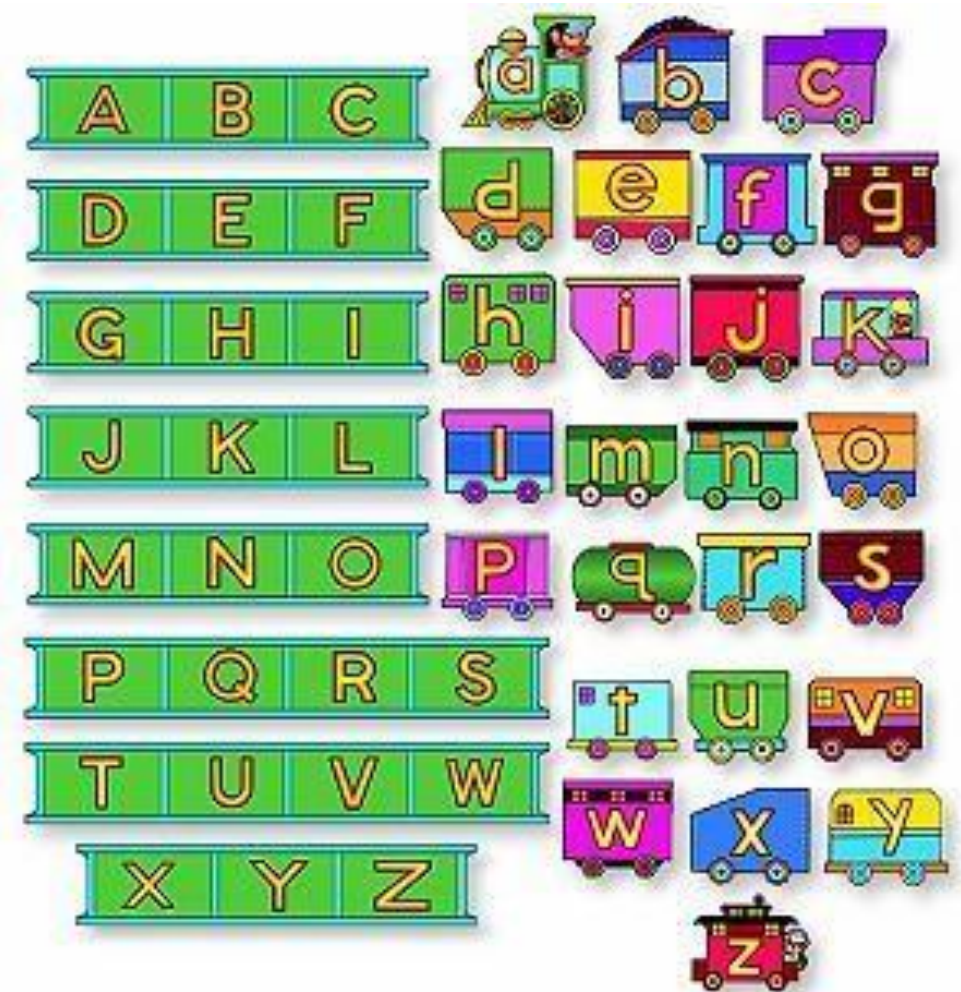 A B C
D E F
G H I
J K L
M N O
P Q R S
T U V W
X Y Z
a b c
d e f g
h i j k
l m n o
p q r s
t u v
w x y
z